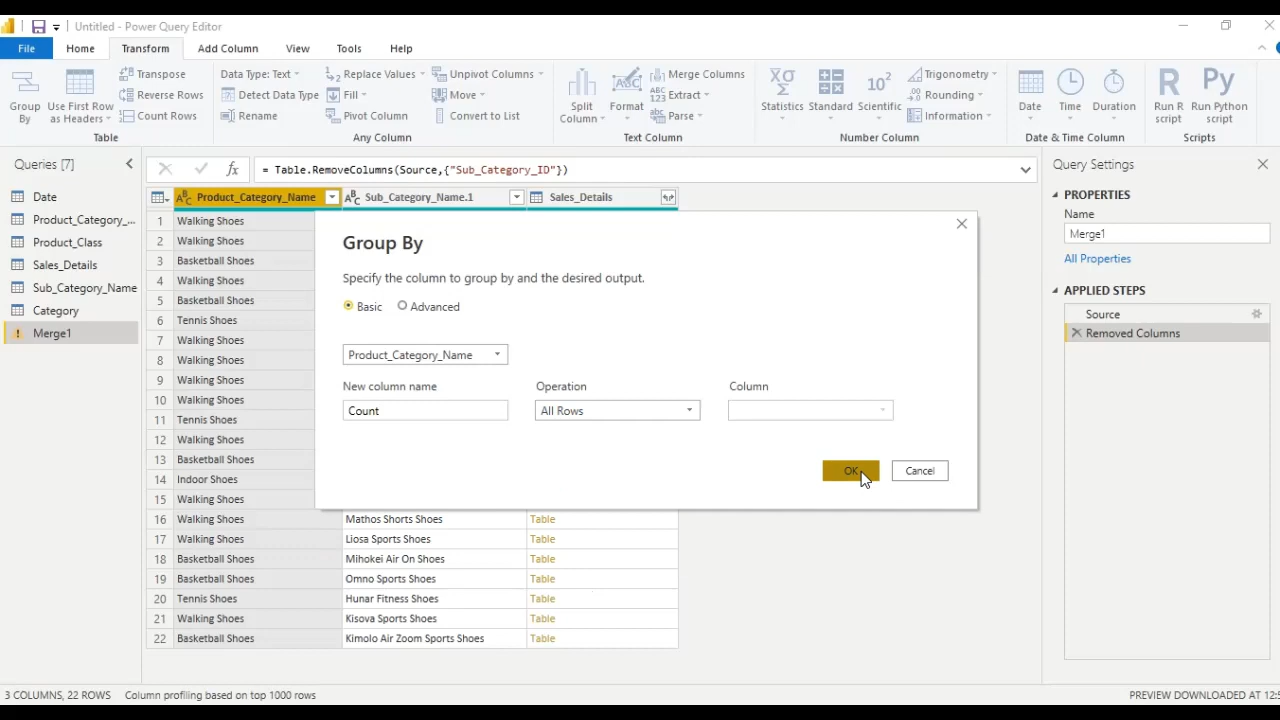 Untitled - Power Query Editor
File Home Transform Add Column View Tools Help
Group By
Use First Row as Headers
Transpose
Reverse Rows
Count Rows
Table
Data Type: Text
Detect Data Type
Rename
Replace Values
Fill
Pivot Column
Unpivot Columns
Move
Convert to List
Any Column
Split Column
Format
Merge Columns
Extract
Parse
Text Column
Statistics
Standard
Scientific
Trigonometry
Rounding
Information
Number Column
Date
Time
Duration
Date & Time Column
Run R script
Run Python script
Scripts
Queries [7]
Date
Product_Category_...
Product_Class
Sales_Details
Sub_Category_Name
Category
Merge1
= Table.RemoveColumns(Source,{"Sub_Category_ID"})
Product_Category_Name Sub_Category_Name.1 Sales_Details
1 Walking Shoes
2 Walking Shoes
3 Basketball Shoes
4 Walking Shoes
5 Basketball Shoes
6 Tennis Shoes
7 Walking Shoes
8 Walking Shoes
9 Walking Shoes
10 Walking Shoes
11 Tennis Shoes
12 Walking Shoes
13 Basketball Shoes
14 Indoor Shoes
15 Walking Shoes
16 Walking Shoes Mathos Shorts Shoes Table
17 Walking Shoes Liosa Sports Shoes Table
18 Basketball Shoes Mihokei Air On Shoes Table
19 Basketball Shoes Omno Sports Shoes Table
20 Tennis Shoes Hunar Fitness Shoes Table
21 Walking Shoes Kisova Sports Shoes Table
22 Basketball Shoes Kimolo Air Zoom Sports Shoes Table
Group By
Specify the column to group by and the desired output.
Basic Advanced
Product_Category_Name
New column name Operation Column
Count All Rows
OK Cancel
Query Settings
PROPERTIES
Name
Merge1
All Properties
APPLIED STEPS
Source
Removed Columns
3 COLUMNS, 22 ROWS Column profiling based on top 1000 rows
PREVIEW DOWNLOADED AT 12:5